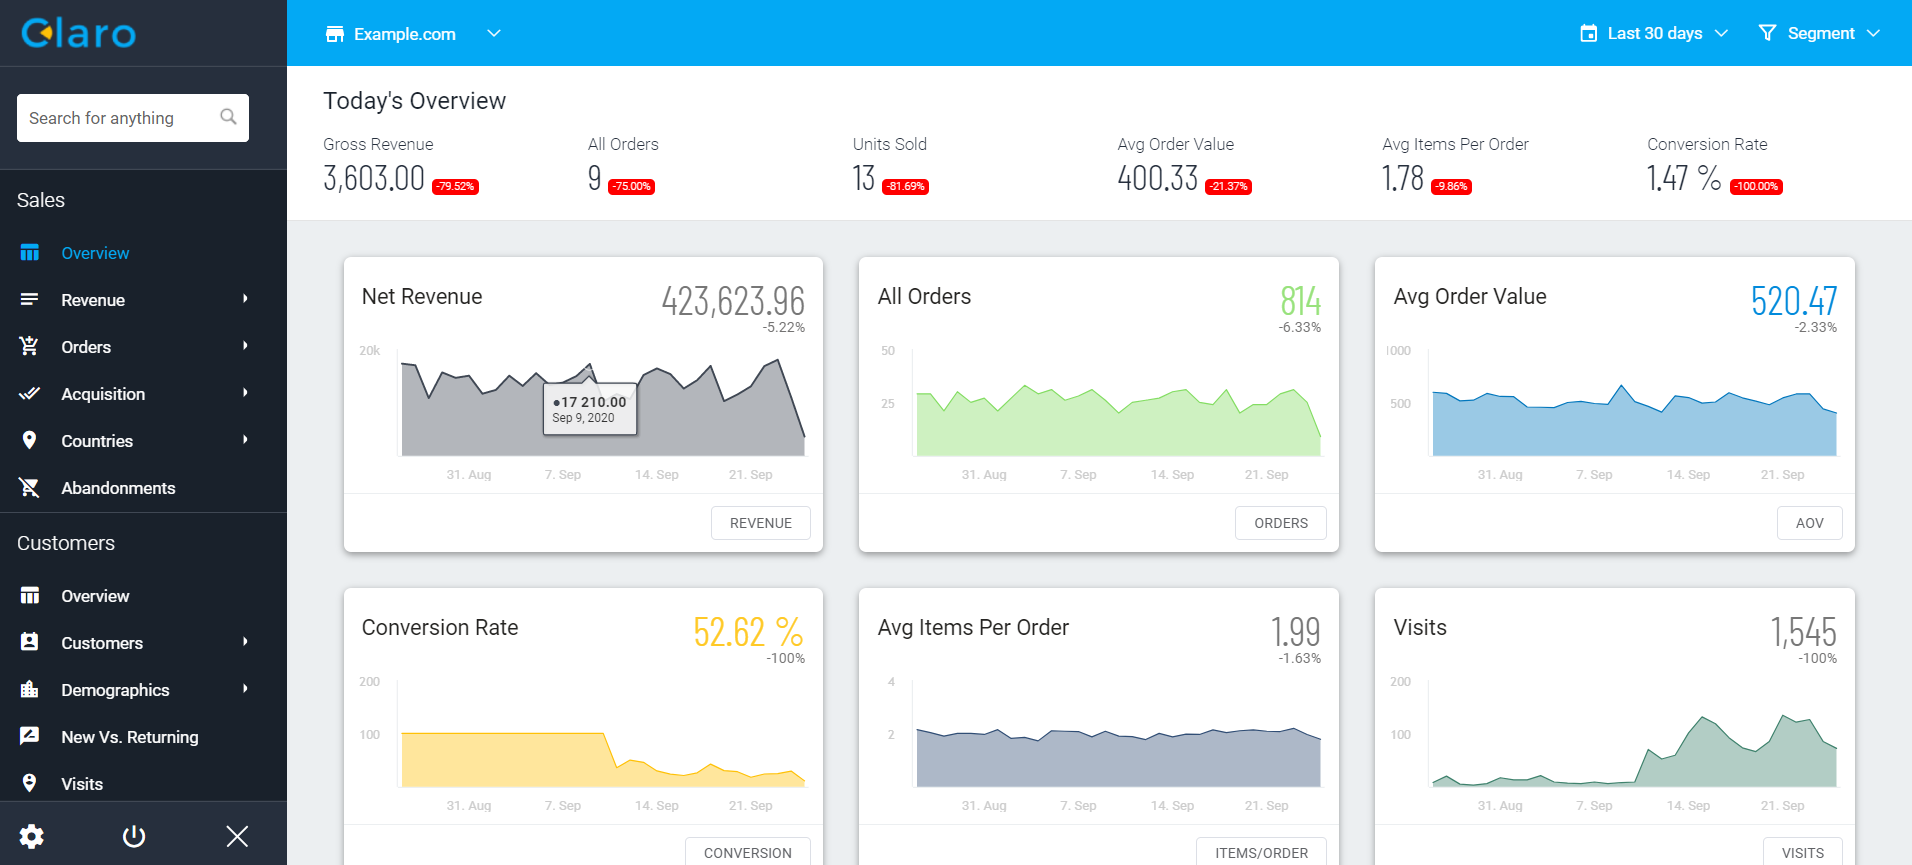 Claro
Example.com
Last 30 days
Segment
Search for anything
Sales
Overview
Revenue
Orders
Acquisition
Countries
Abandonments
Customers
Overview
Customers
Demographics
New Vs. Returning
Visits
Today's Overview
Gross Revenue
3,603.00 -79.52%
All Orders
9 -75.00%
Units Sold
13 -81.69%
Avg Order Value
400.33 -21.37%
Avg Items Per Order
1.78 -9.86%
Conversion Rate
1.47 % -100.00%
Net Revenue
423,623.96
-5.22%
20k
17 210.00
Sep 9, 2020
31. Aug 7. Sep 14. Sep 21. Sep
REVENUE
All Orders
814
-6.33%
50
25
31. Aug 7. Sep 14. Sep 21. Sep
ORDERS
Avg Order Value
520.47
-2.33%
1000
500
31. Aug 7. Sep 14. Sep 21. Sep
AOV
Conversion Rate
52.62 %
-100%
200
100
31. Aug 7. Sep 14. Sep 21. Sep
CONVERSION
Avg Items Per Order
1.99
-1.63%
4
2
31. Aug 7. Sep 14. Sep 21. Sep
ITEMS/ORDER
Visits
1,545
-100%
200
100
31. Aug 7. Sep 14. Sep 21. Sep
VISITS